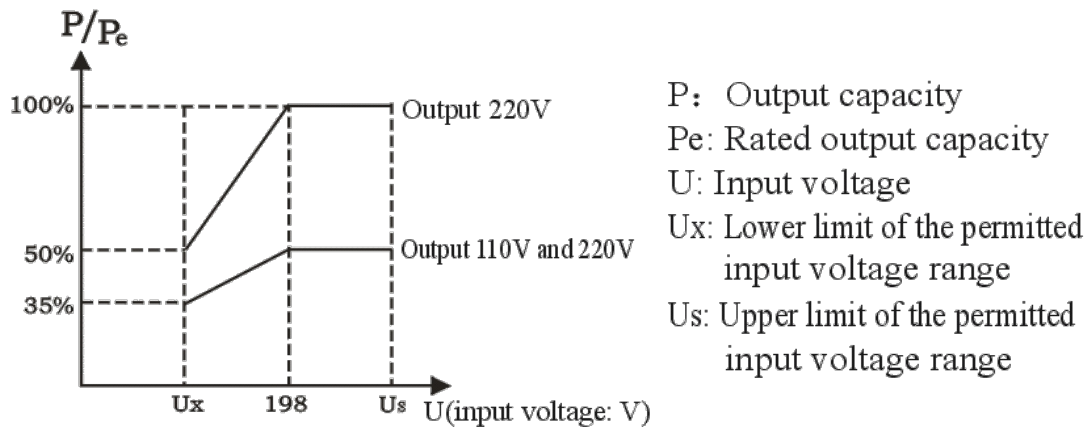 P/Pe
100%
Output 220V
50%
Output 110V and 220V
35%
Ux 198 Us U(input voltage: V)
P: Output capacity
Pe: Rated output capacity
U: Input voltage
Ux: Lower limit of the permitted
input voltage range
Us: Upper limit of the permitted
input voltage range